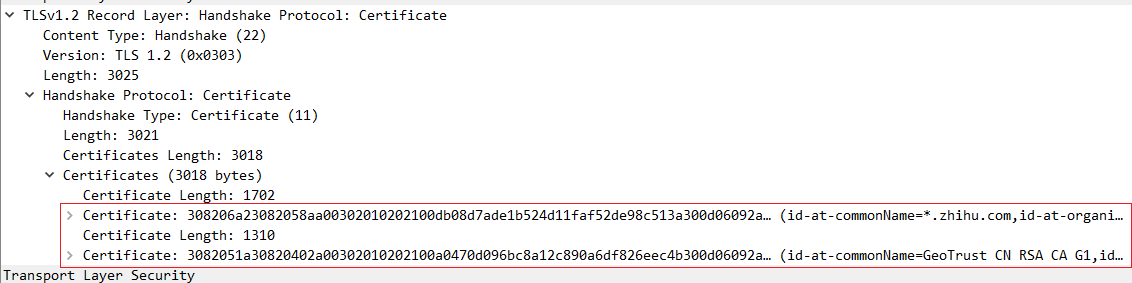 TLSv1.2 Record Layer: Handshake Protocol: Certificate
Content Type: Handshake (22)
Version: TLS 1.2 (0x0303)
Length: 3025
Handshake Protocol: Certificate
Handshake Type: Certificate (11)
Length: 3021
Certificates Length: 3018
Certificates (3018 bytes)
Certificate Length: 1702
Certificate: 308206a23082058aa00302010202100db08d7ade1b524d11faf52de98c513a300d06092a… (id-at-commonName=*.zhihu.com,id-at-organi…
Certificate Length: 1310
Certificate: 3082051a30820402a00302010202100a0470d096bc8a12c890a6df826eec4b300d06092a… (id-at-commonName=GeoTrust CN RSA CA G1,id…
Transport Layer Security